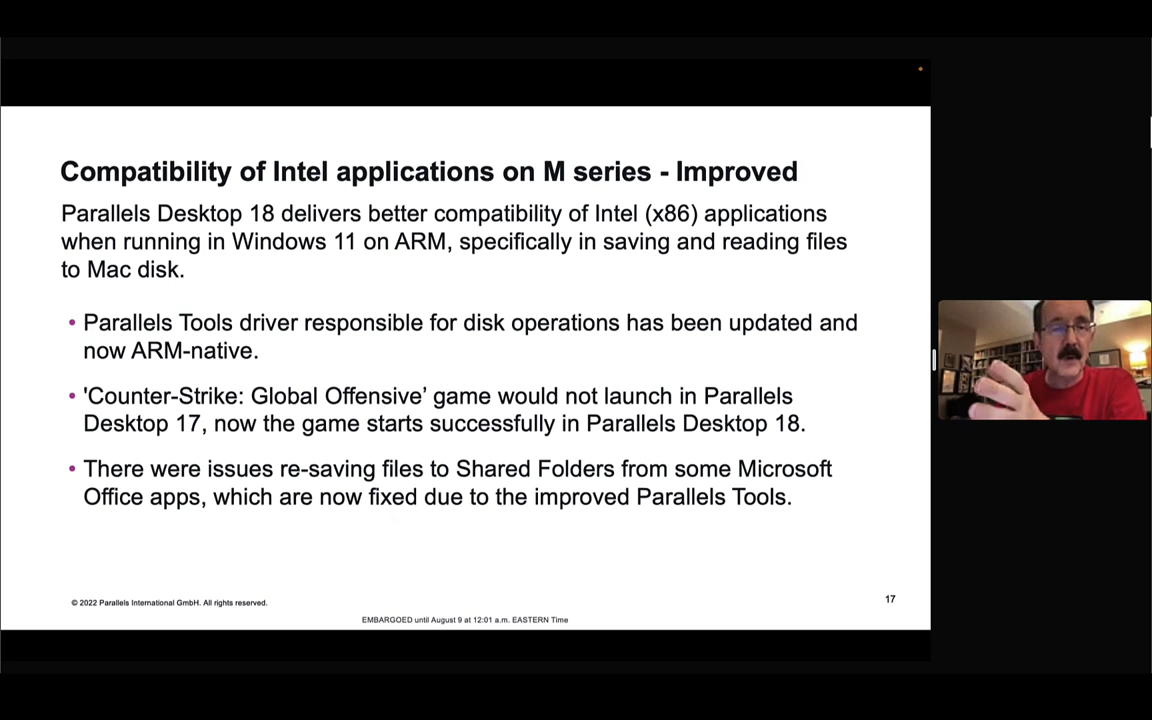 Compatibility of Intel applications on M series - Improved
Parallels Desktop 18 delivers better compatibility of Intel (x86) applications
when running in Windows 11 on ARM, specifically in saving and reading files
to Mac disk.
• Parallels Tools driver responsible for disk operations has been updated and
now ARM-native.
• 'Counter-Strike: Global Offensive’ game would not launch in Parallels
Desktop 17, now the game starts successfully in Parallels Desktop 18.
• There were issues re-saving files to Shared Folders from some Microsoft
Office apps, which are now fixed due to the improved Parallels Tools.
© 2022 Parallels International GmbH. All rights reserved.
17
EMBARGOED until August 9 at 12:01 a.m. EASTERN Time